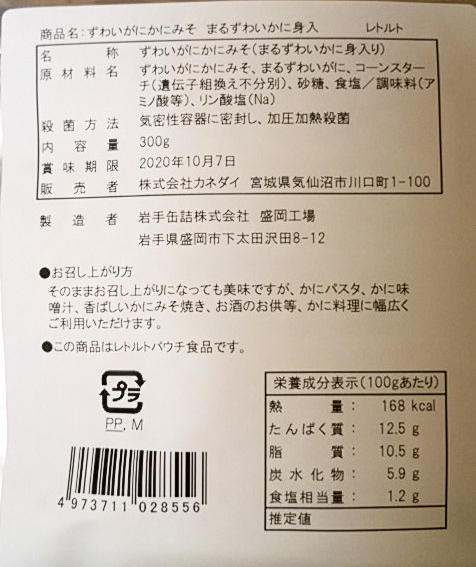 商品名:ずわいがにかにみそ まるずわいかに身入 レトルト
名称 ずわいがにかにみそ(まるずわいかに身入り)
原材料名 ずわいがにかにみそ、まるずわいがに、コーンスター
チ(遺伝子組換え不分別)、砂糖、食塩/調味料(ア
ミノ酸等)、リン酸塩(Na)
殺菌方法 気密性容器に密封し、加圧加熱殺菌
内容量 300g
賞味期限 2020年10月7日
販売者 株式会社カネダイ 宮城県気仙沼市川口町1-100
製造者 岩手缶詰株式会社 盛岡工場
岩手県盛岡市下太田沢田8-12
●お召し上がり方
そのままお召し上がりになっても美味ですが、かにパスタ、かに味
噌汁、香ばしいかにみそ焼き、お酒のお供等、かに料理に幅広く
ご利用いただけます。
●この商品はレトルトパウチ食品です。
プラ
PP, M
4 973711 028556
栄養成分表示(100gあたり)
熱量: 168 kcal
たんぱく質: 12.5 g
脂質: 10.5 g
炭水化物: 5.9 g
食塩相当量: 1.2 g
推定値